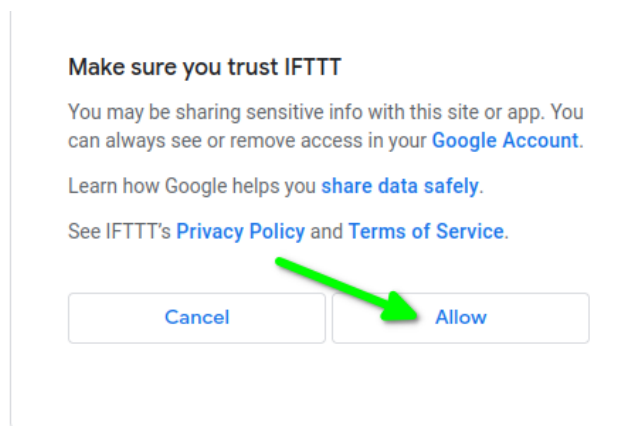 Make sure you trust IFTTT
You may be sharing sensitive info with this site or app. You
can always see or remove access in your Google Account.
Learn how Google helps you share data safely.
See IFTTT's Privacy Policy and Terms of Service.
Cancel Allow